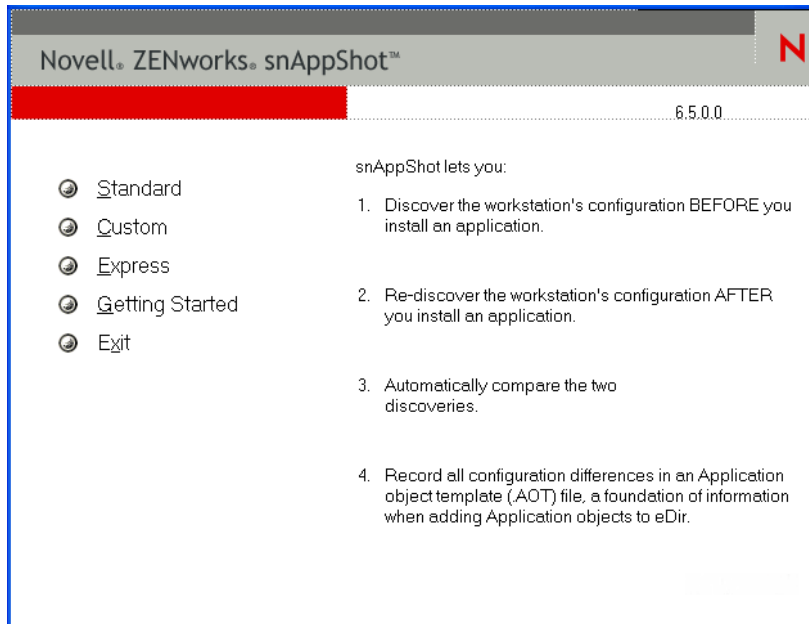 Novell® ZENworks® snAppShot™
N
6.5.0.0
Standard
Custom
Express
Getting Started
Exit
snAppShot lets you:
1. Discover the workstation's configuration BEFORE you
install an application.
2. Re-discover the workstation's configuration AFTER
you install an application.
3. Automatically compare the two
discoveries.
4. Record all configuration differences in an Application
object template (.AOT) file, a foundation of information
when adding Application objects to eDir.